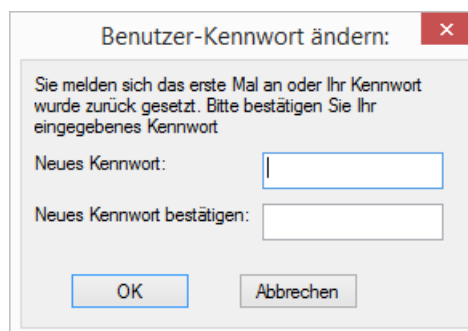 Benutzer-Kennwort ändern:
Sie melden sich das erste Mal an oder Ihr Kennwort
wurde zurück gesetzt. Bitte bestätigen Sie Ihr
eingegebenes Kennwort
Neues Kennwort:
Neues Kennwort bestätigen:
OK
Abbrechen